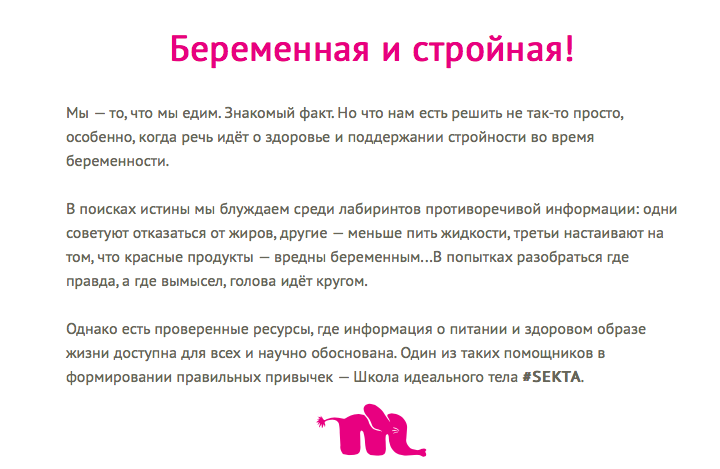 Беременная и стройная!
Мы — то, что мы едим. Знакомый факт. Но что нам есть решить не так-то просто,
особенно, когда речь идёт о здоровье и поддержании стройности во время
беременности.
В поисках истины мы блуждаем среди лабиринтов противоречивой информации: одни
советуют отказаться от жиров, другие — меньше пить жидкости, третьи настаивают на
том, что красные продукты — вредны беременным...В попытках разобраться где
правда, а где вымысел, голова идёт кругом.
Однако есть проверенные ресурсы, где информация о питании и здоровом образе
жизни доступна для всех и научно обоснована. Один из таких помощников в
формировании правильных привычек — Школа идеального тела #SEKTA.